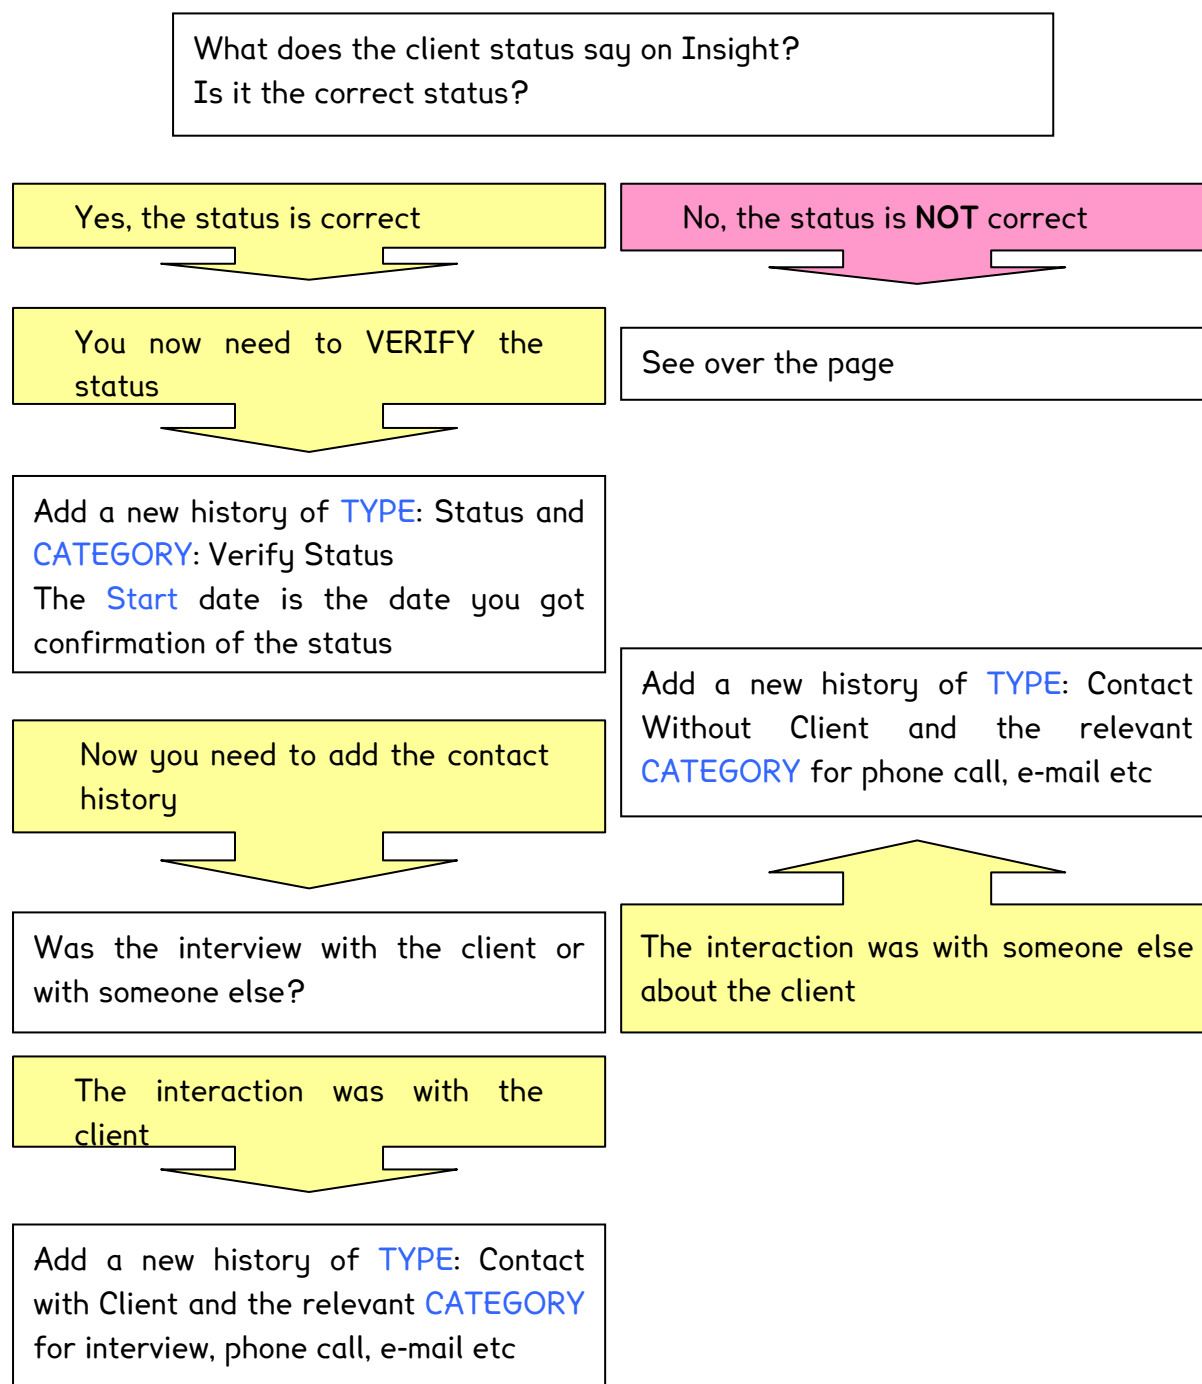 What does the client status say on Insight?
Is it the correct status?
Yes, the status is correct
No, the status is NOT correct
You now need to VERIFY the
status
See over the page
Add a new history of TYPE: Status and
CATEGORY: Verify Status
The Start date is the date you got
confirmation of the status
Add a new history of TYPE: Contact
Without Client and the relevant
CATEGORY for phone call, e-mail etc
Now you need to add the contact
history
Was the interview with the client or
with someone else?
The interaction was with someone else
about the client
The interaction was with the
client
Add a new history of TYPE: Contact
with Client and the relevant CATEGORY
for interview, phone call, e-mail etc